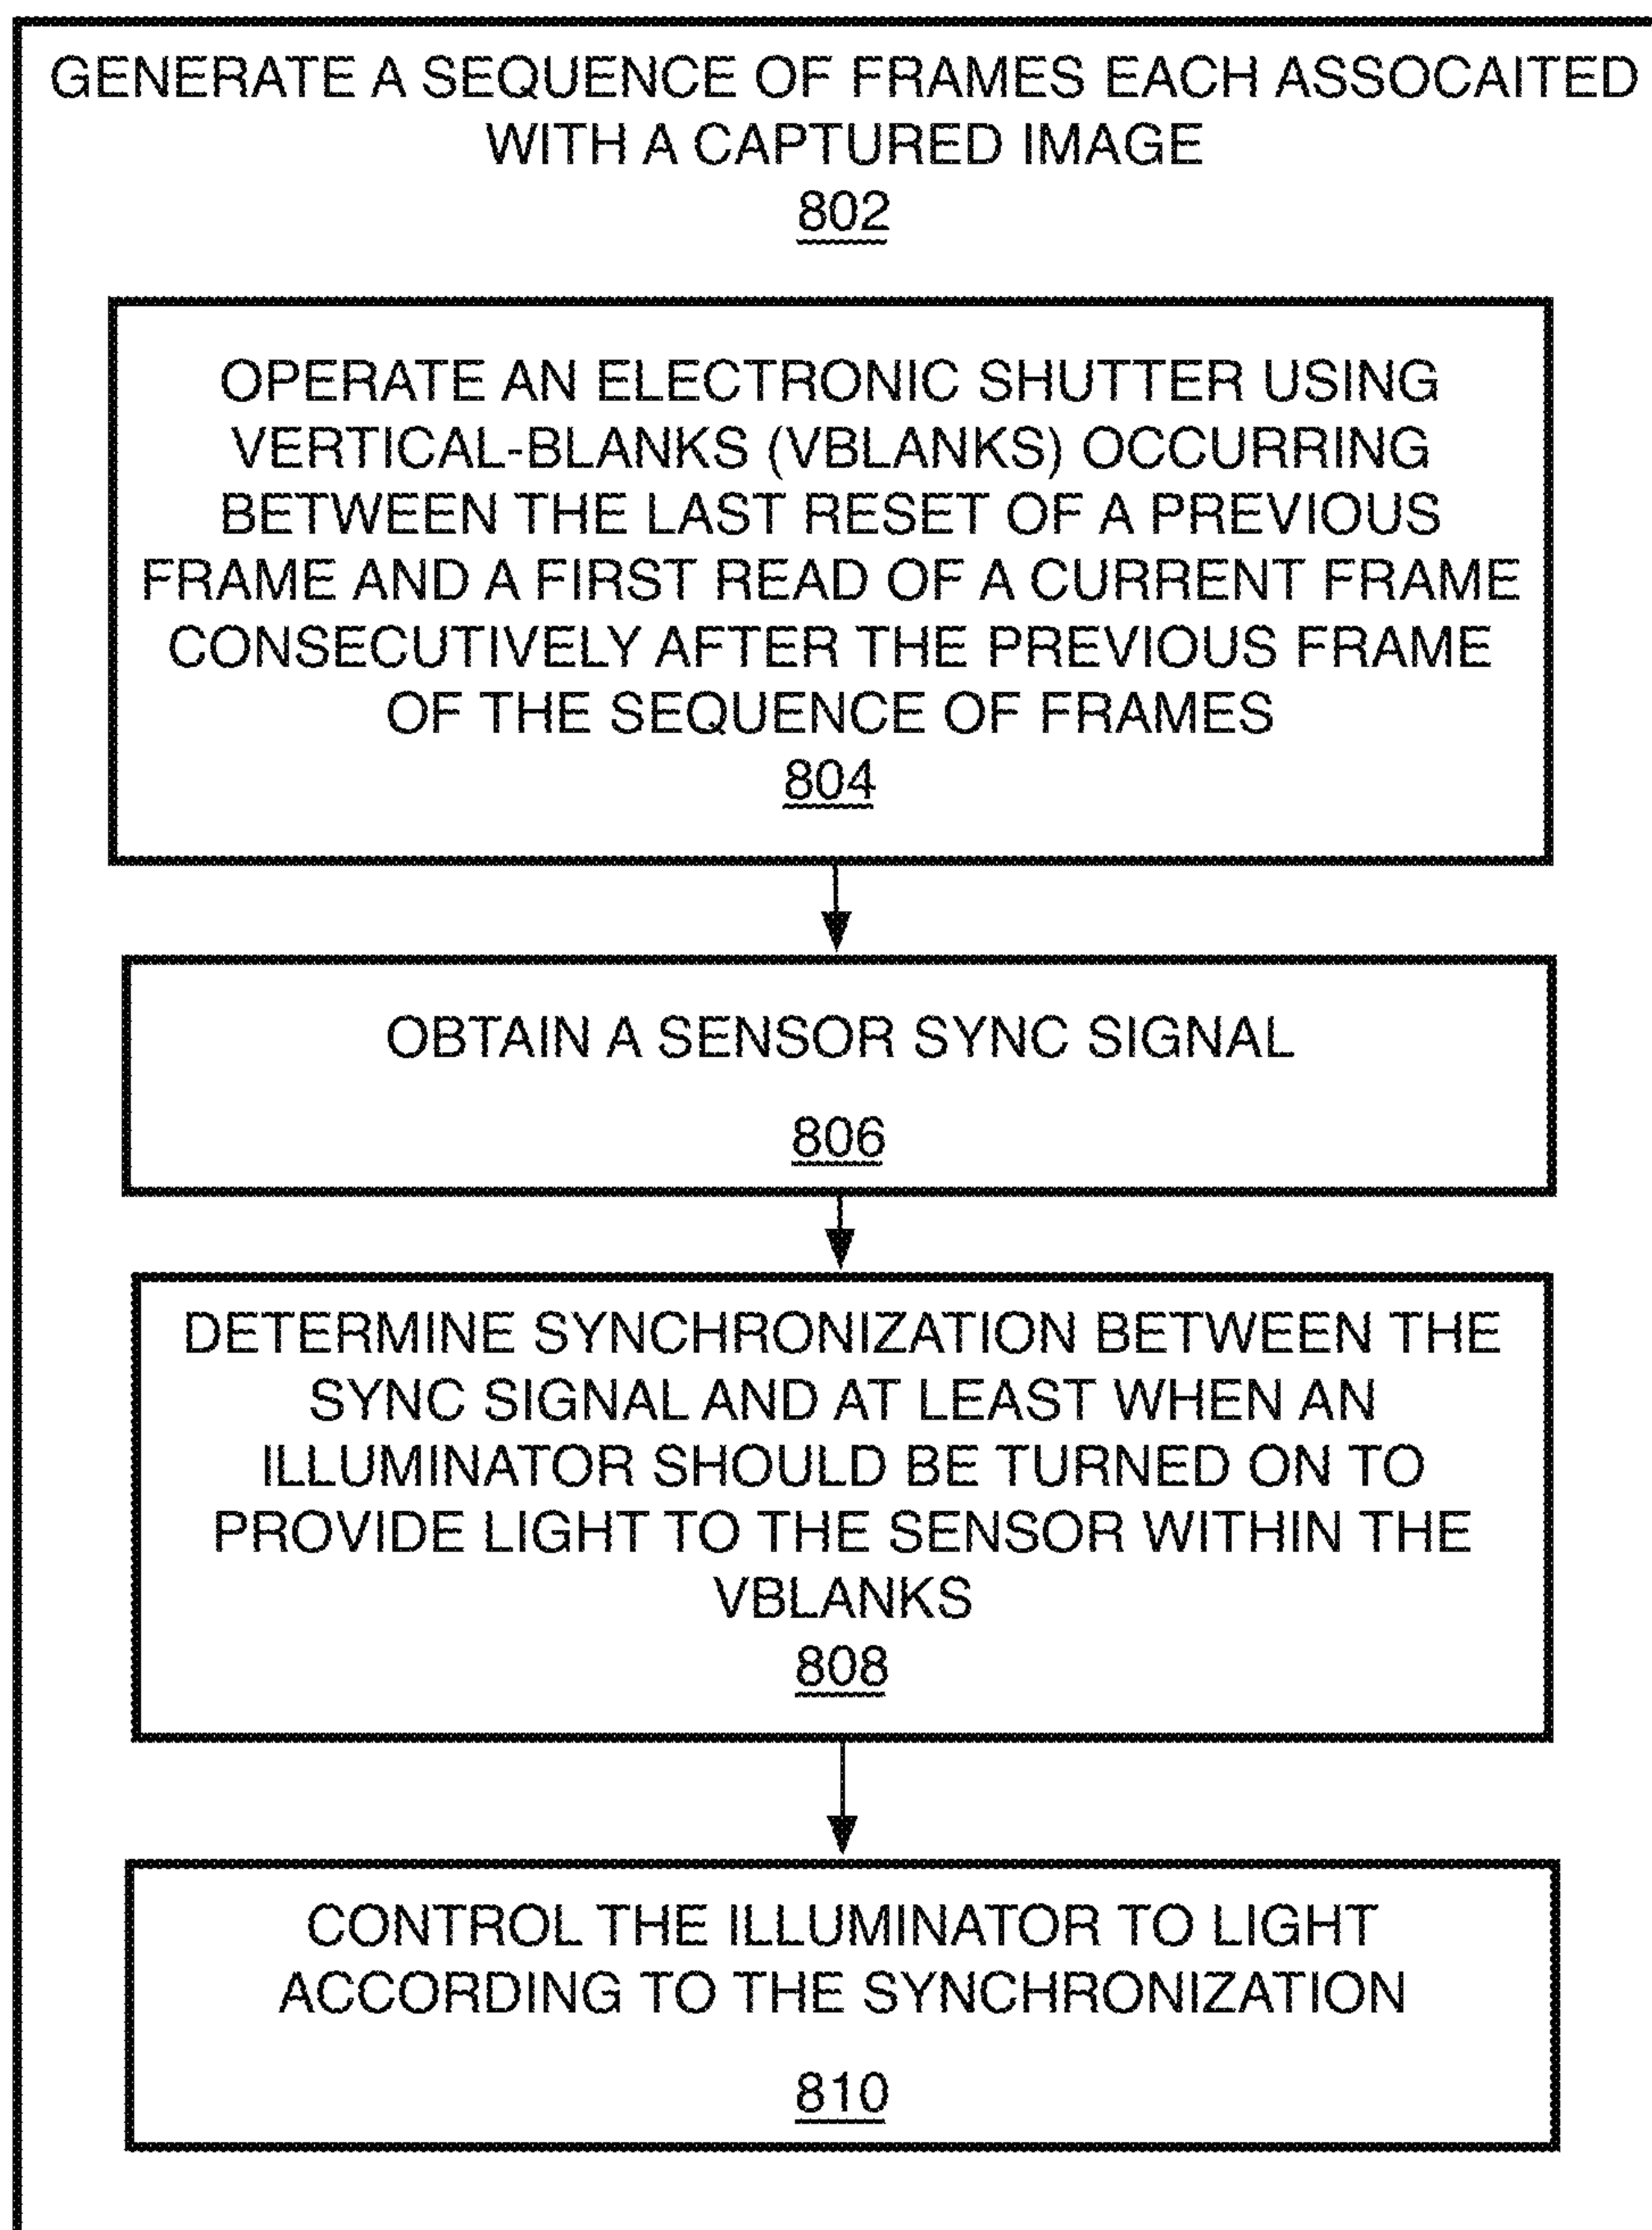 GENERATE A SEQUENCE OF FRAMES EACH ASSOCAITED
WITH A CAPTURED IMAGE
802
OPERATE AN ELECTRONIC SHUTTER USING
VERTICAL-BLANKS (VBLANKS) OCCURRING
BETWEEN THE LAST RESET OF A PREVIOUS
FRAME AND A FIRST READ OF A CURRENT FRAME
CONSECUTIVELY AFTER THE PREVIOUS FRAME
OF THE SEQUENCE OF FRAMES
804
OBTAIN A SENSOR SYNC SIGNAL
806
DETERMINE SYNCHRONIZATION BETWEEN THE
SYNC SIGNAL AND AT LEAST WHEN AN
ILLUMINATOR SHOULD BE TURNED ON TO
PROVIDE LIGHT TO THE SENSOR WITHIN THE
VBLANKS
808
CONTROL THE ILLUMINATOR TO LIGHT
ACCORDING TO THE SYNCHRONIZATION
810